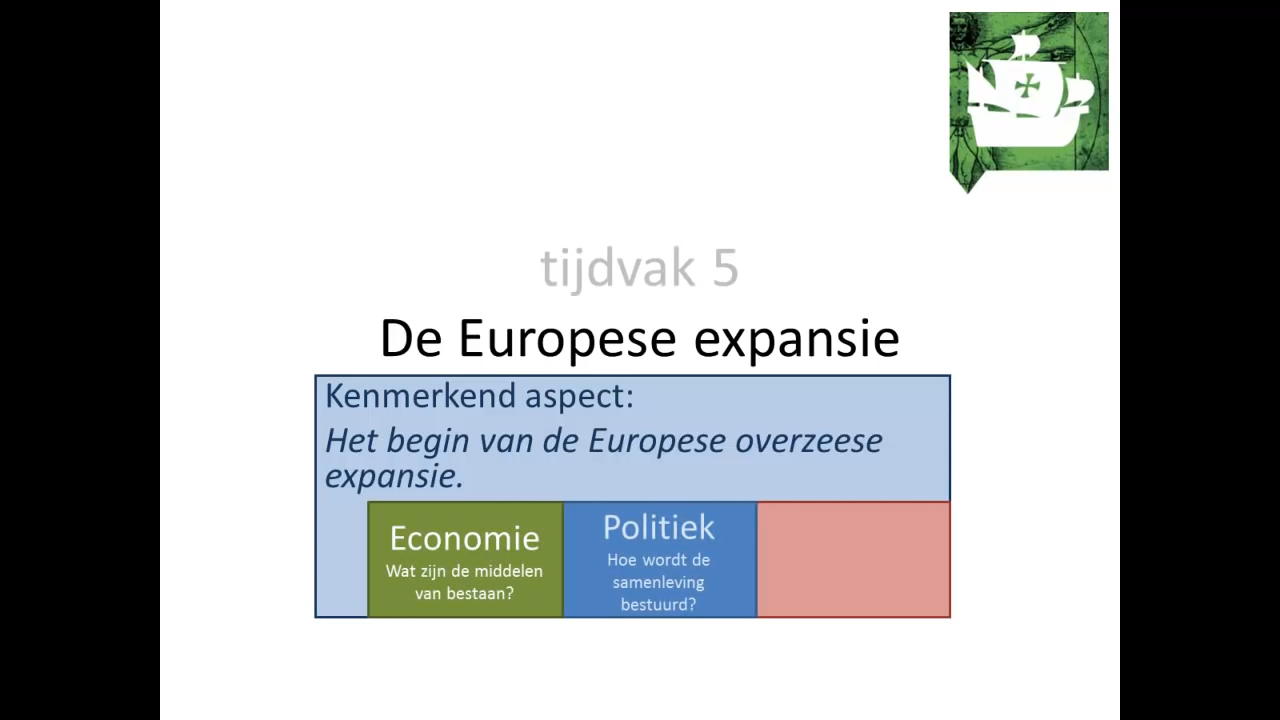 tijdvak 5
De Europese expansie
Kenmerkend aspect:
Het begin van de Europese overzeese
expansie.
Economie
Wat zijn de middelen
van bestaan?
Politiek
Hoe wordt de
samenleving
bestuurd?